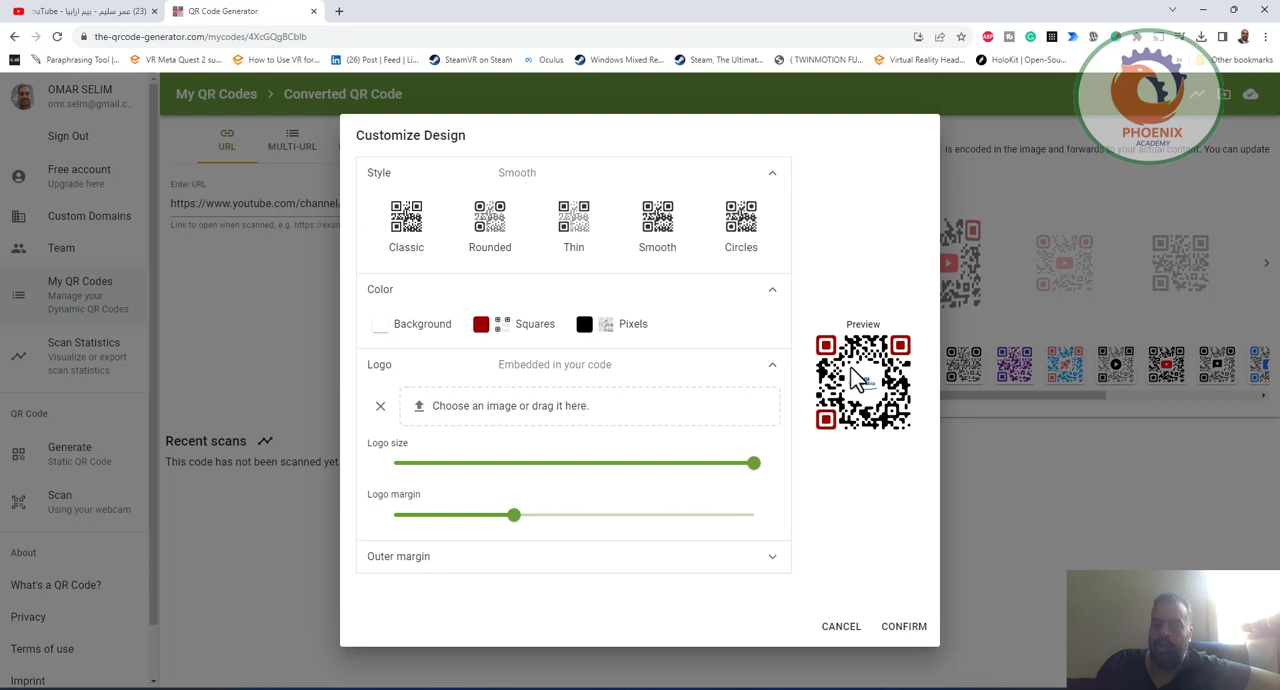 (23) عمر سليم - بيم ارابيا - YouTube
QR Code Generator
the-qrcode-generator.com/mycodes/4XcGQgBCbIb
Paraphrasing Tool |...
VR Meta Quest 2 su...
How to Use VR for...
(26) Post | Feed | Li...
SteamVR on Steam
Oculus
Windows Mixed Re...
Steam, The Ultimat...
( TWINMOTION FU...
Virtual Reality Head...
HoloKit | Open-Sou...
Other bookmarks
OMAR SELIM
omr.selim@gmail.c...
Sign Out
Free account
Upgrade here
Custom Domains
Team
My QR Codes
Manage your
Dynamic QR Codes
Scan Statistics
Visualize or export
scan statistics
QR Code
Generate
Static QR Code
Scan
Using your webcam
About
What's a QR Code?
Privacy
Terms of use
Imprint
My QR Codes > Converted QR Code
URL
MULTI-URL
Enter URL
https://www.youtube.com/channel/
Link to open when scanned, e.g. https://exa
Recent scans
This code has not been scanned yet.
Customize Design
Style
Smooth
Classic
Rounded
Thin
Smooth
Circles
Color
Background
Squares
Pixels
Logo
Embedded in your code
Choose an image or drag it here.
Logo size
Logo margin
Outer margin
Preview
CANCEL
CONFIRM
is encoded in the image and forwards to your actual content. You can update
PHOENIX
ACADEMY